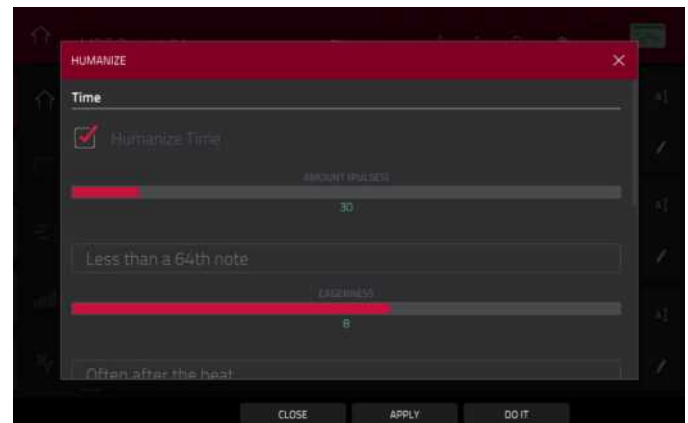 HUMANIZE
Time
Humanize Time
AMOUNT (PULSES)
30
Less than a 64th note
EAGERNESS
8
Often after the beat
CLOSE APPLY DO IT